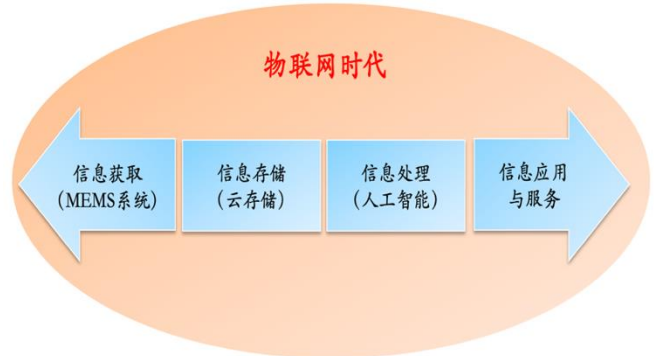 物联网时代
信息获取
（MEMS系统）
信息存储
（云存储）
信息处理
（人工智能）
信息应用
与服务